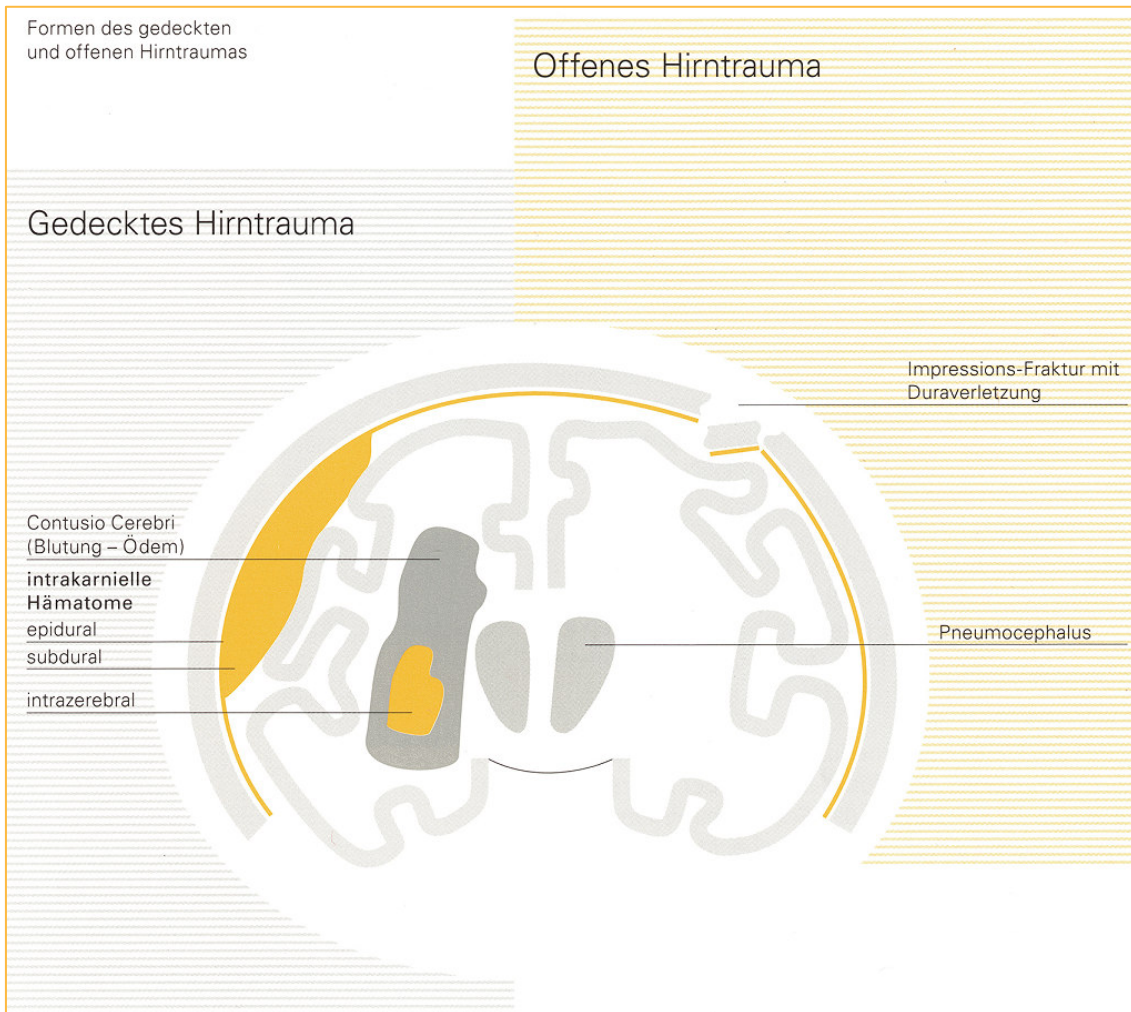 Formen des gedeckten
und offenen Hirntraumas
Offenes Hirntrauma
Gedecktes Hirntrauma
Impressions-Fraktur mit
Duraverletzung
Contusio Cerebri
(Blutung – Ödem)
intrakarnielle
Hämatome
epidural
subdural
intrazerebral
Pneumocephalus